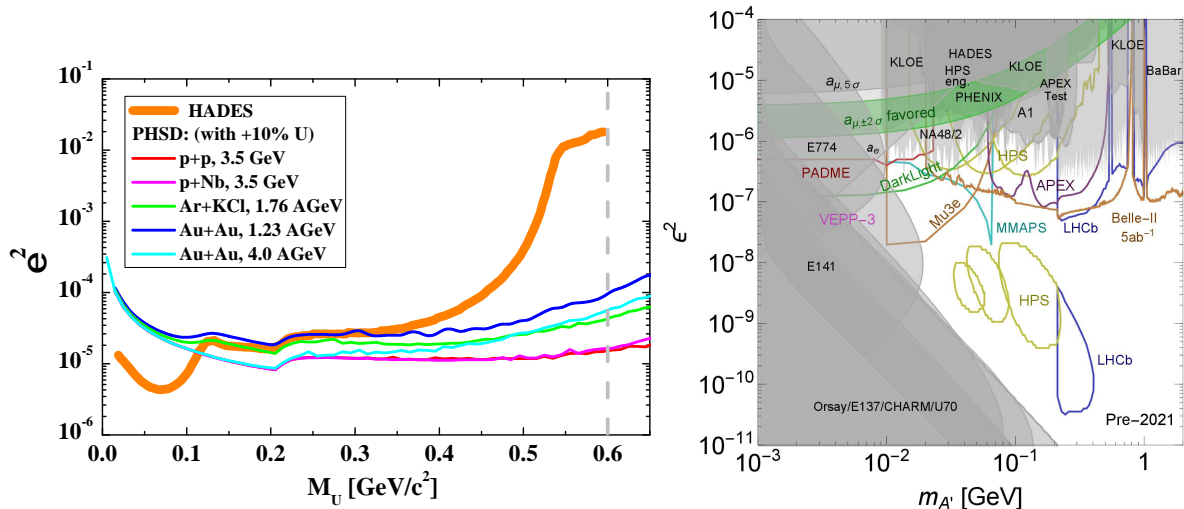 10⁻¹
10⁻²
10⁻³
10⁻⁴
10⁻⁵
10⁻⁶
e²
HADES
PHSD: (with +10% U)
p+p, 3.5 GeV
p+Nb, 3.5 GeV
Ar+KCl, 1.76 AGeV
Au+Au, 1.23 AGeV
Au+Au, 4.0 AGeV
0.0 0.1 0.2 0.3 0.4 0.5 0.6
M_U [GeV/c²]
10⁻⁴
10⁻⁵
10⁻⁶
10⁻⁷
10⁻⁸
10⁻⁹
10⁻¹⁰
10⁻¹¹
ϵ²
KLOE
HADES
HPS
eng.
KLOE
KLOE
BaBar
a_μ,5σ
PHENIX
APEX
Test
a_μ,±2σ favored
A1
NA48/2
E774
a_e
HPS
PADME
DarkLight
APEX
VEPP-3
Mu3e
MMAPS
LHCb
Belle-II
5ab⁻¹
E141
HPS
LHCb
Orsay/E137/CHARM/U70
Pre-2021
10⁻³ 10⁻² 10⁻¹ 1
m_A' [GeV]